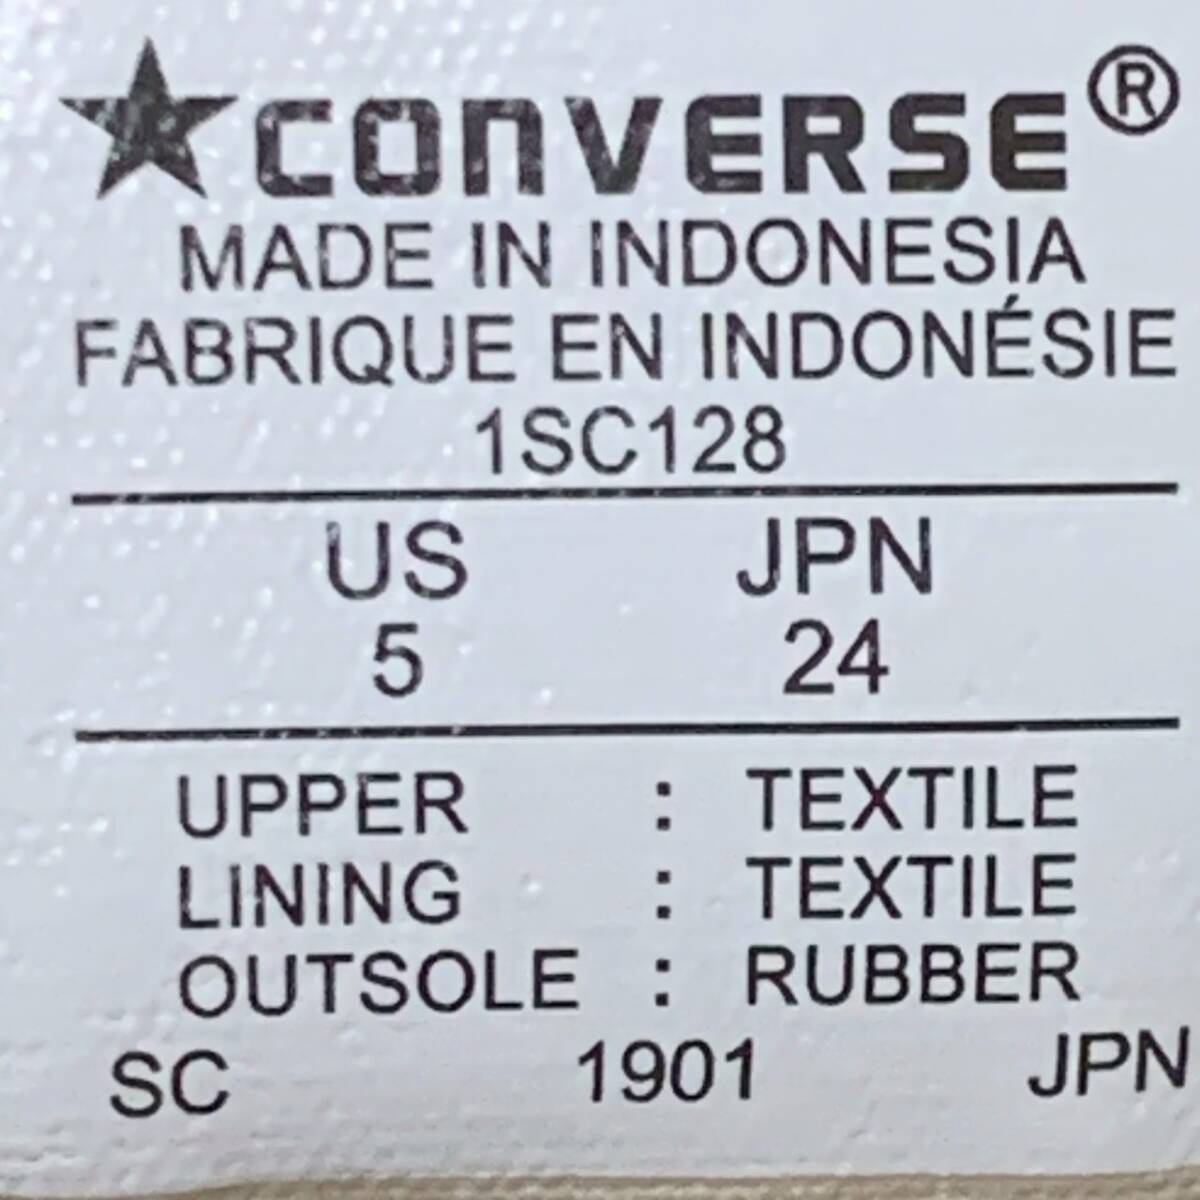 CONVERSE®
MADE IN INDONESIA
FABRIQUE EN INDONÉSIE
1SC128
US JPN
5 24
UPPER : TEXTILE
LINING : TEXTILE
OUTSOLE : RUBBER
SC 1901 JPN